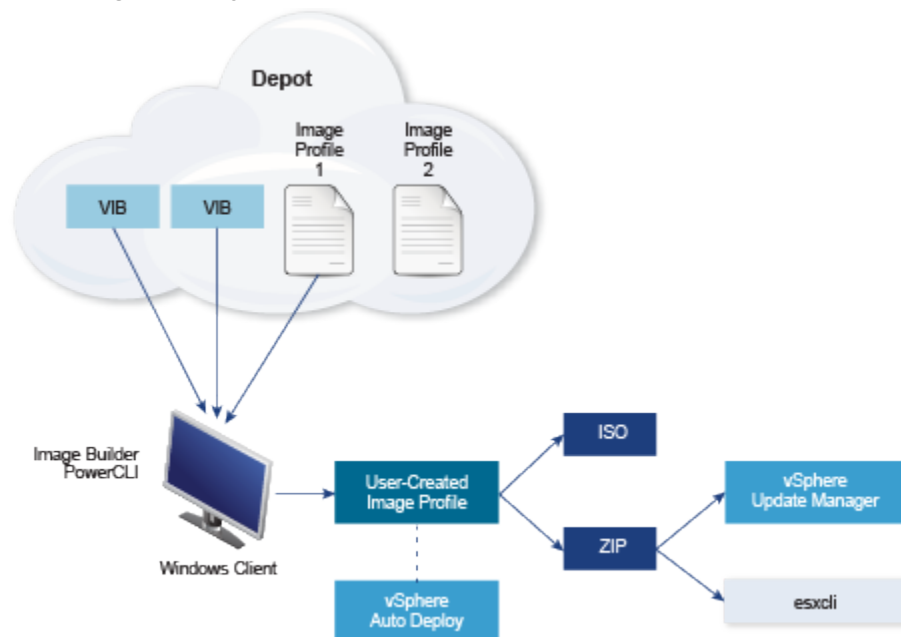 Depot
Image
Profile
1
Image
Profile
2
VIB
VIB
Image Builder
PowerCLI
Windows Client
User-Created
Image Profile
vSphere
Auto Deploy
ISO
ZIP
vSphere
Update Manager
esxcli